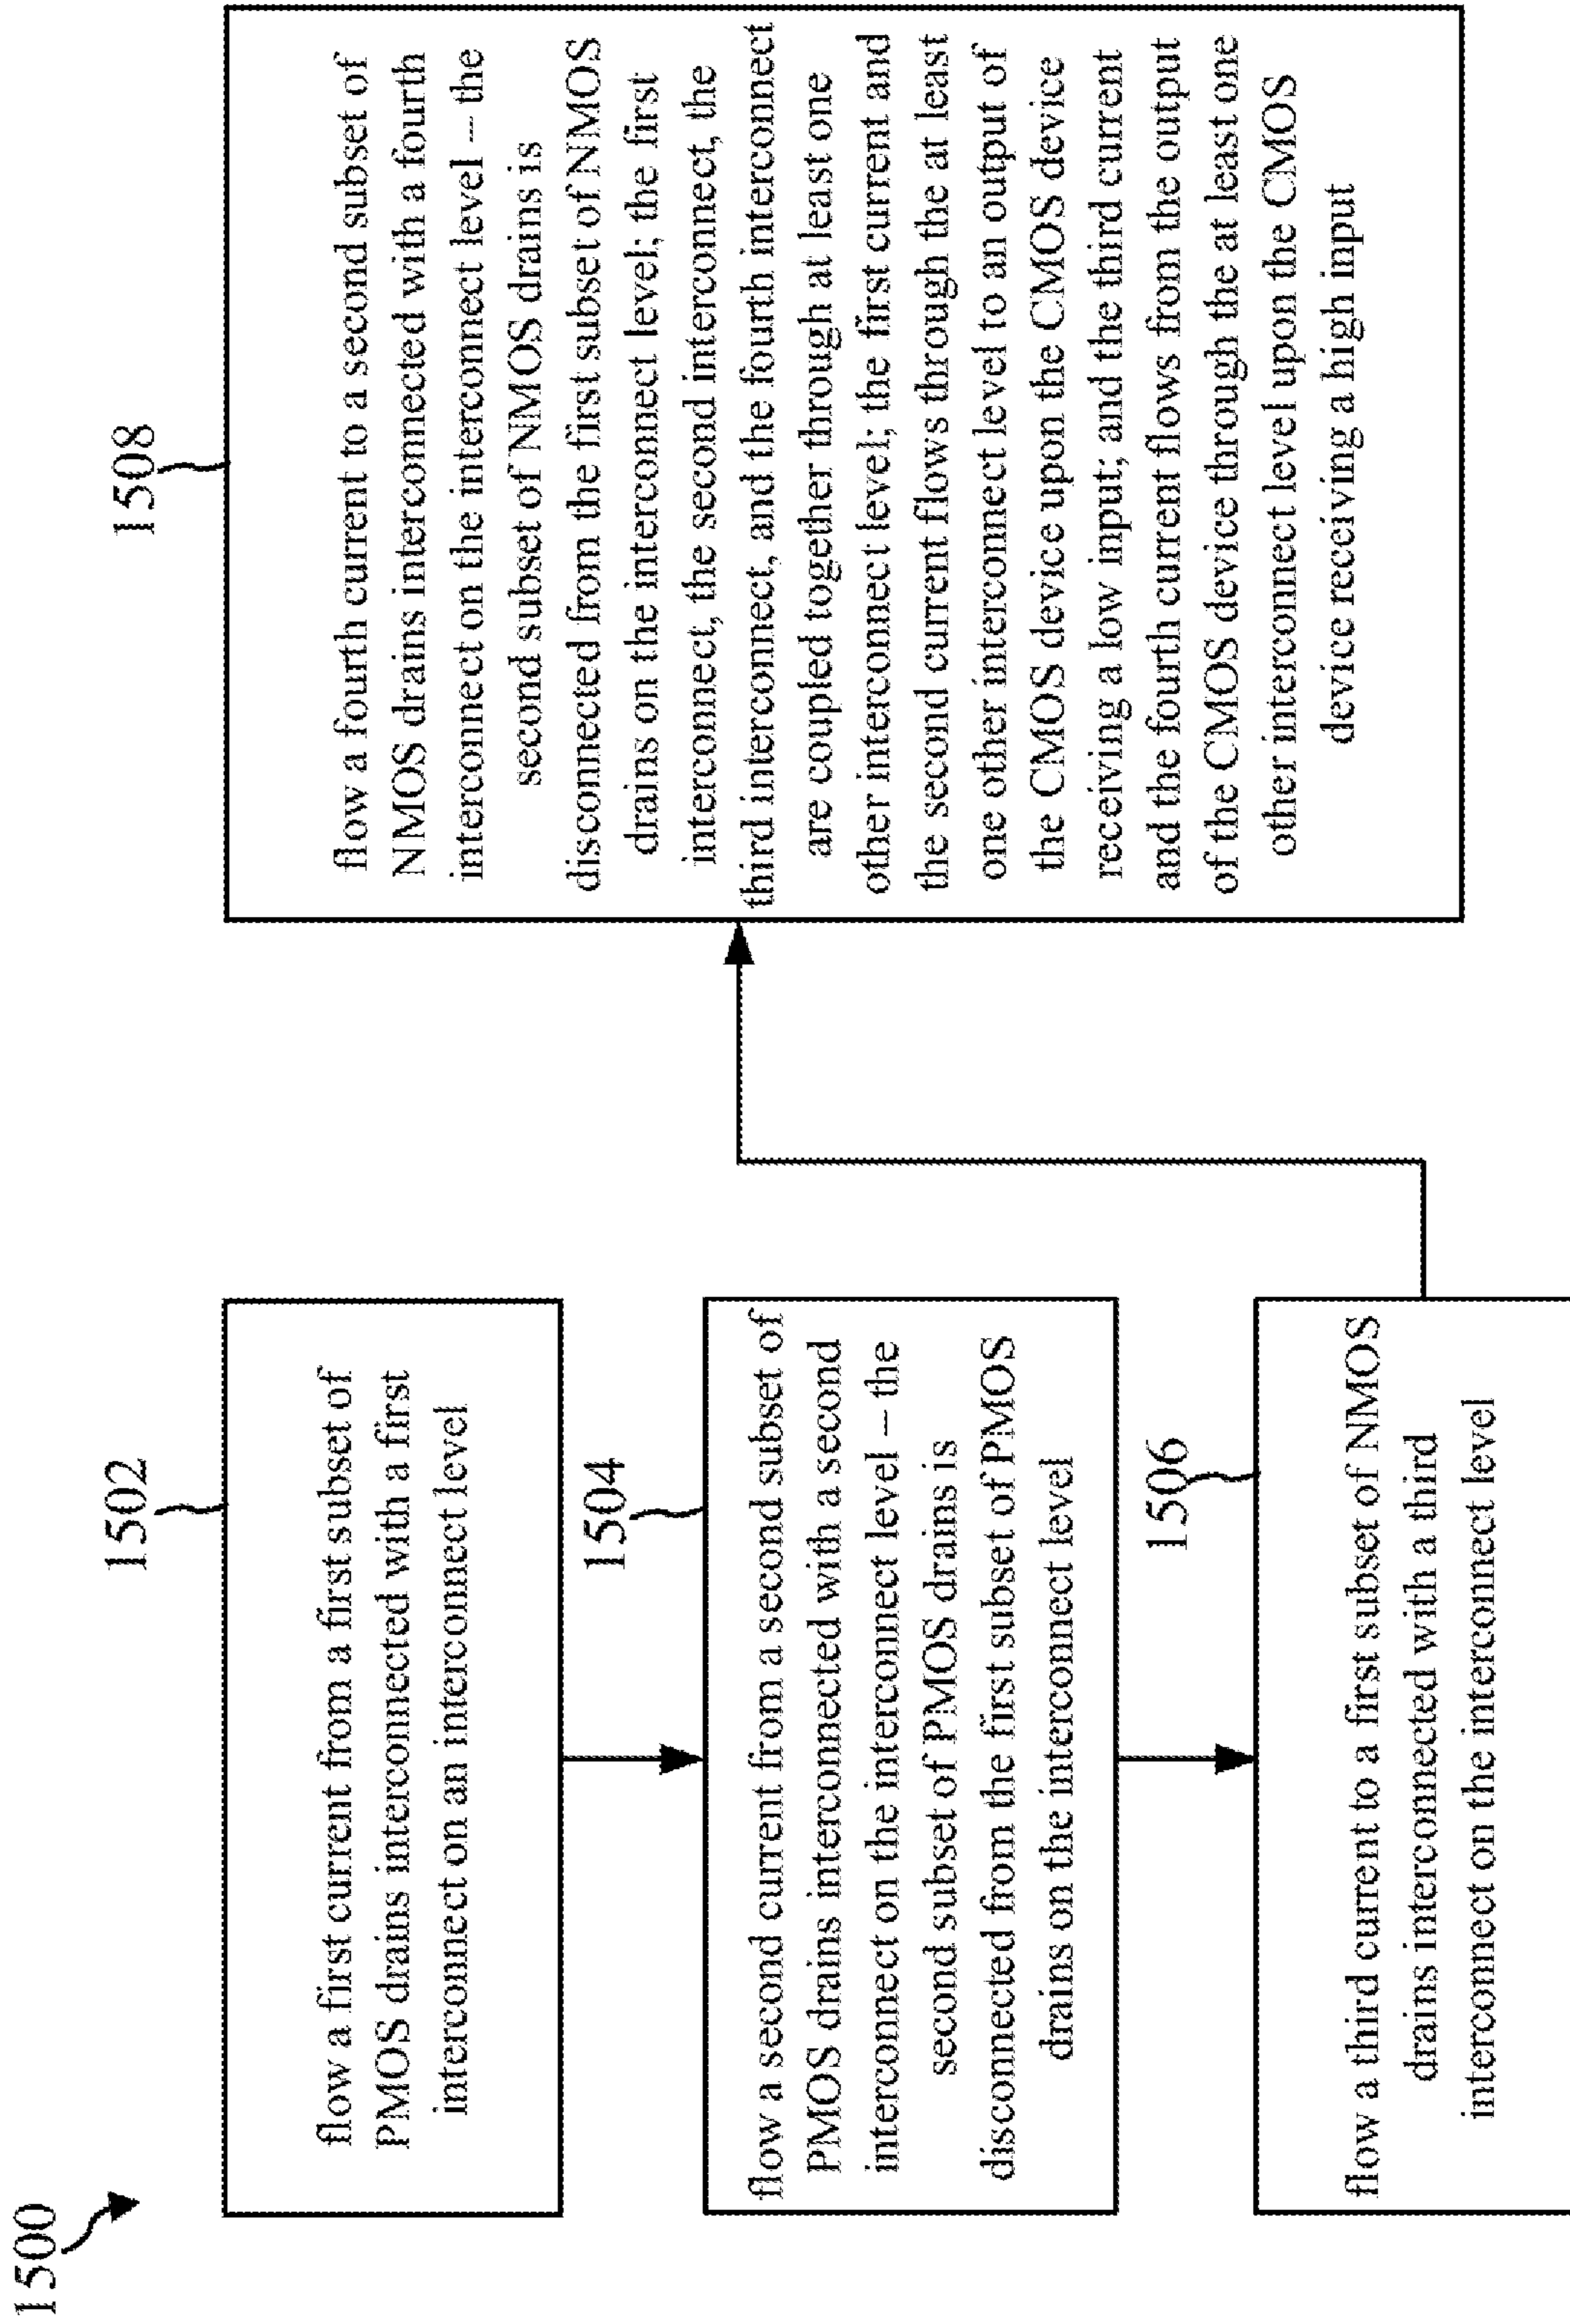 1500
1502
flow a first current from a first subset of
PMOS drains interconnected with a first
interconnect on an interconnect level
1504
flow a second current from a second subset of
PMOS drains interconnected with a second
interconnect on the interconnect level – the
second subset of PMOS drains is
disconnected from the first subset of PMOS
drains on the interconnect level
1506
flow a third current to a first subset of NMOS
drains interconnected with a third
interconnect on the interconnect level
1508
flow a fourth current to a second subset of
NMOS drains interconnected with a fourth
interconnect on the interconnect level – the
second subset of NMOS drains is
disconnected from the first subset of NMOS
drains on the interconnect level; the first
interconnect, the second interconnect, the
third interconnect, and the fourth interconnect
are coupled together through at least one
other interconnect level; the first current and
the second current flows through the at least
one other interconnect level to an output of
the CMOS device upon the CMOS device
receiving a low input; and the third current
and the fourth current flows from the output
of the CMOS device through the at least one
other interconnect level upon the CMOS
device receiving a high input